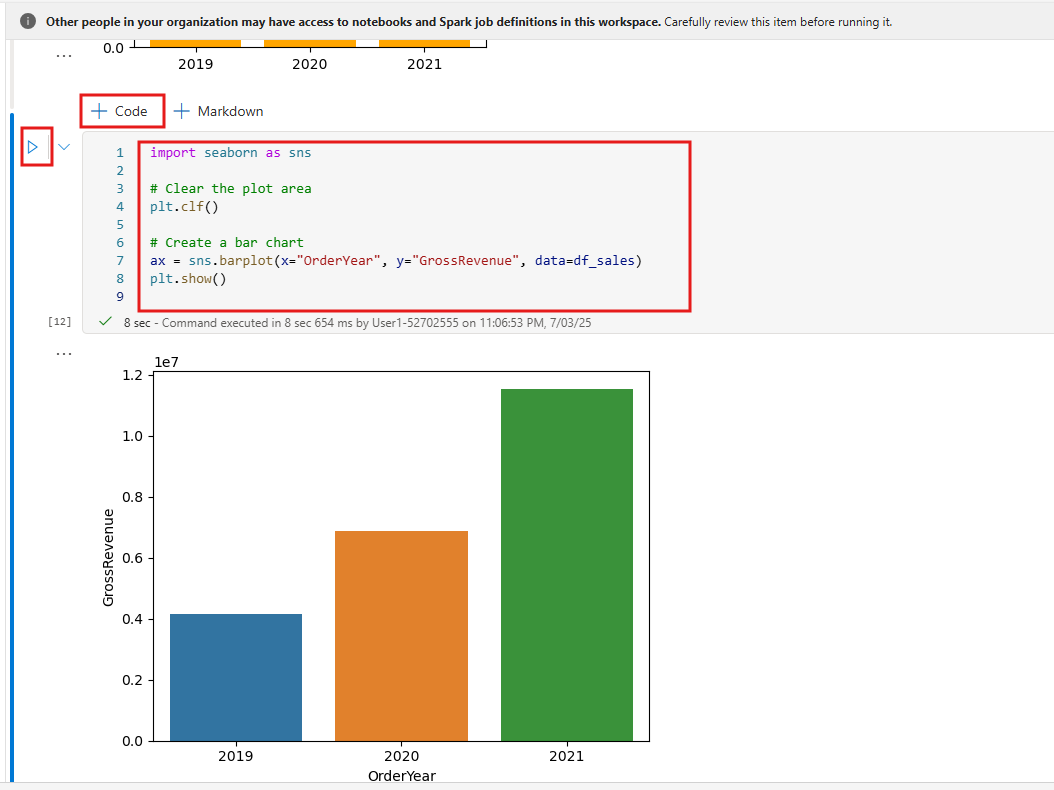 Other people in your organization may have access to notebooks and Spark job definitions in this workspace. Carefully review this item before running it.
0.0
...
2019 2020 2021
+ Code + Markdown
1 import seaborn as sns
2
3 # Clear the plot area
4 plt.clf()
5
6 # Create a bar chart
7 ax = sns.barplot(x="OrderYear", y="GrossRevenue", data=df_sales)
8 plt.show()
9
[12] 8 sec - Command executed in 8 sec 654 ms by User1-52702555 on 11:06:53 PM, 7/03/25
...
1e7
1.2
1.0
0.8
0.6
GrossRevenue
0.4
0.2
0.0
2019 2020 2021
OrderYear